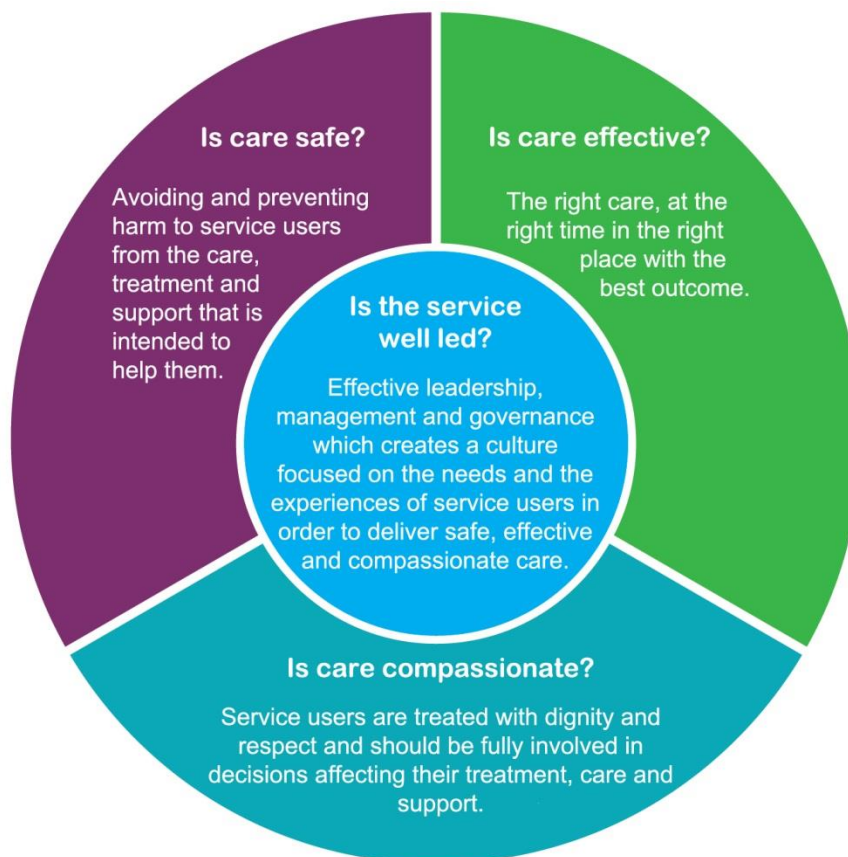 Is care safe?
Avoiding and preventing
harm to service users
from the care,
treatment and
support that is
intended to
help them.
Is care effective?
The right care, at the
right time in the right
place with the
best outcome.
Is the service
well led?
Effective leadership,
management and governance
which creates a culture
focused on the needs and the
experiences of service users in
order to deliver safe, effective
and compassionate care.
Is care compassionate?
Service users are treated with dignity and
respect and should be fully involved in
decisions affecting their treatment, care and
support.